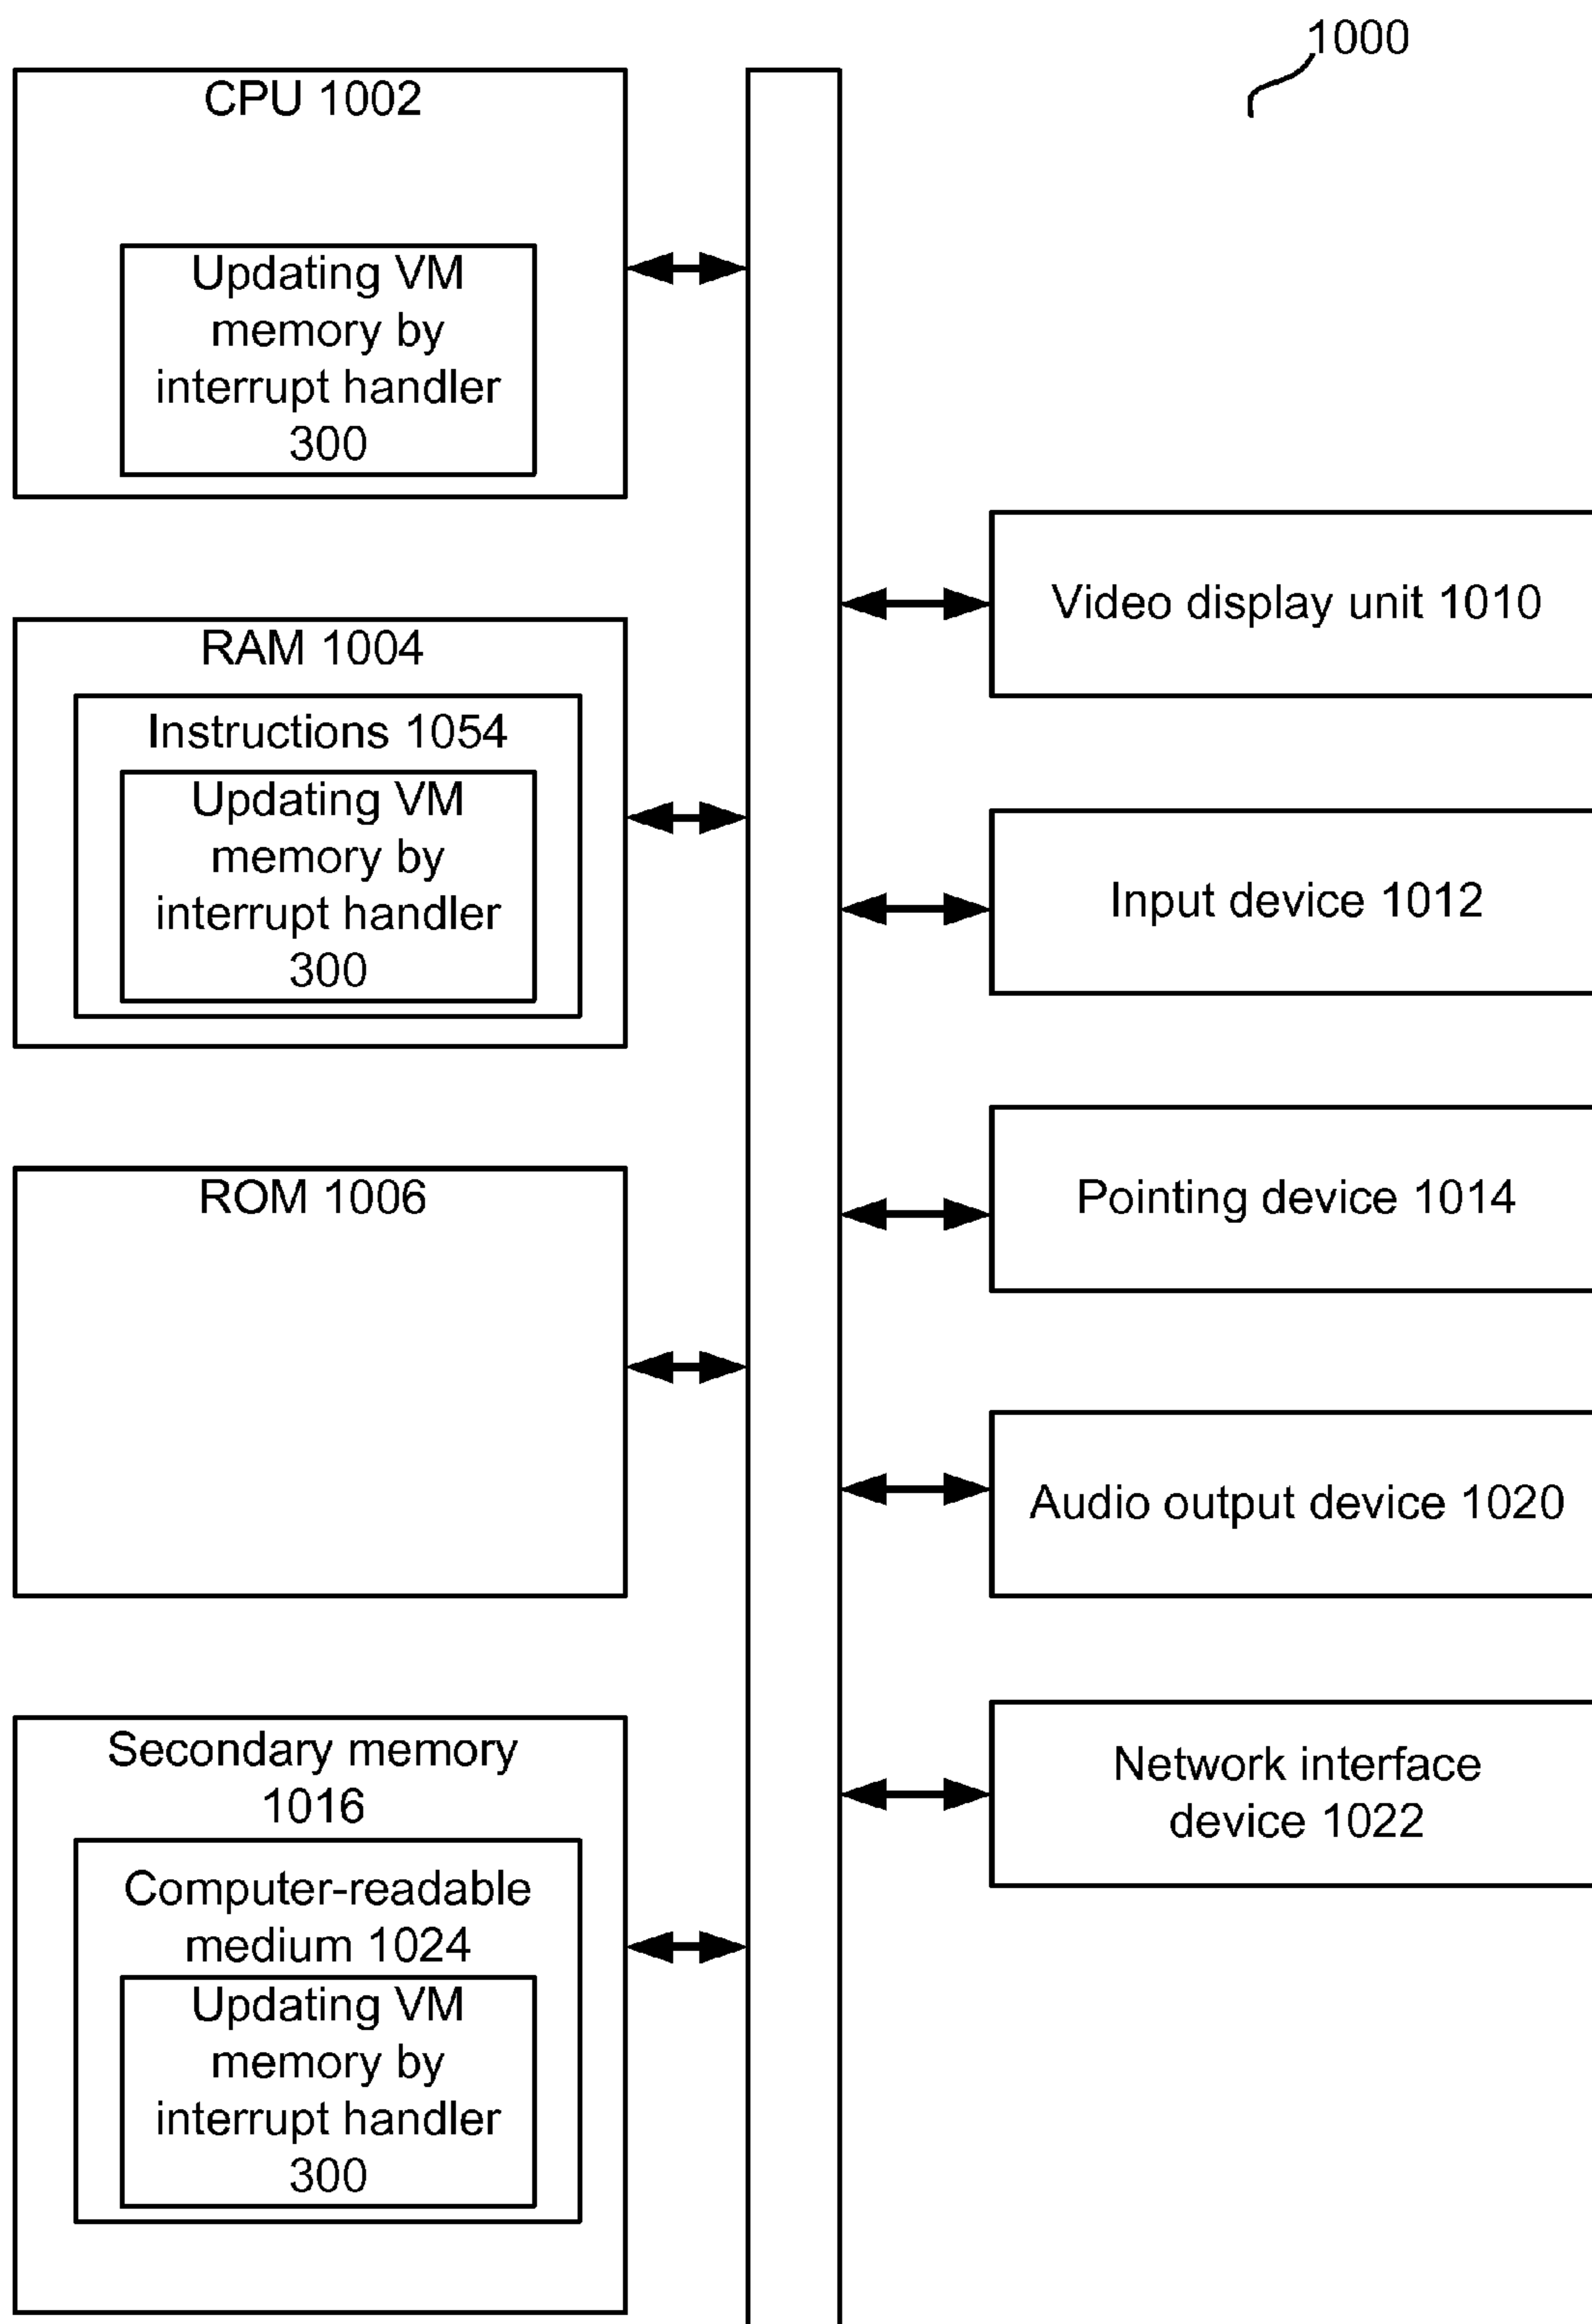 1000
CPU 1002
Updating VM
memory by
interrupt handler
300
RAM 1004
Instructions 1054
Updating VM
memory by
interrupt handler
300
ROM 1006
Secondary memory
1016
Computer-readable
medium 1024
Updating VM
memory by
interrupt handler
300
Video display unit 1010
Input device 1012
Pointing device 1014
Audio output device 1020
Network interface
device 1022